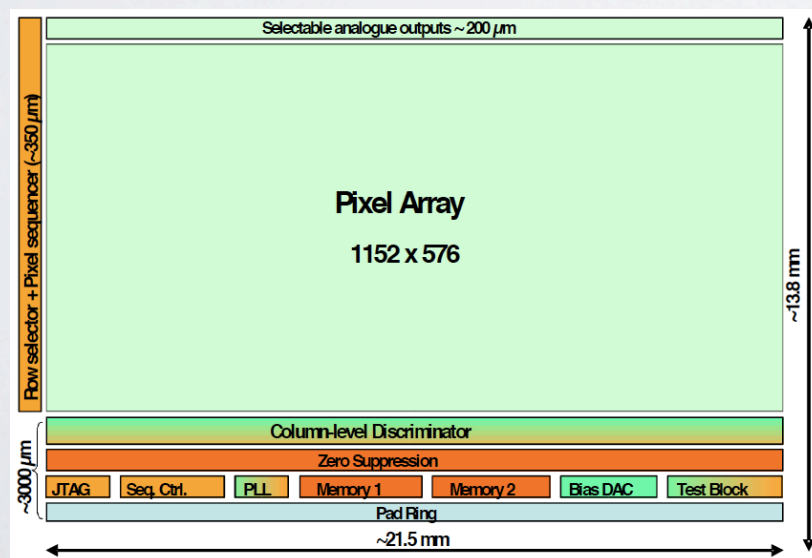 Selectable analogue outputs ~ 200 µm
Row selector + Pixel sequencer (~350 µm)
Pixel Array
1152 x 576
~13.8 mm
Column-level Discriminator
Zero Suppression
~3000 µm
JTAG Seq. Ctrl. PLL Memory 1 Memory 2 Bias DAC Test Block
Pad Ring
~21.5 mm